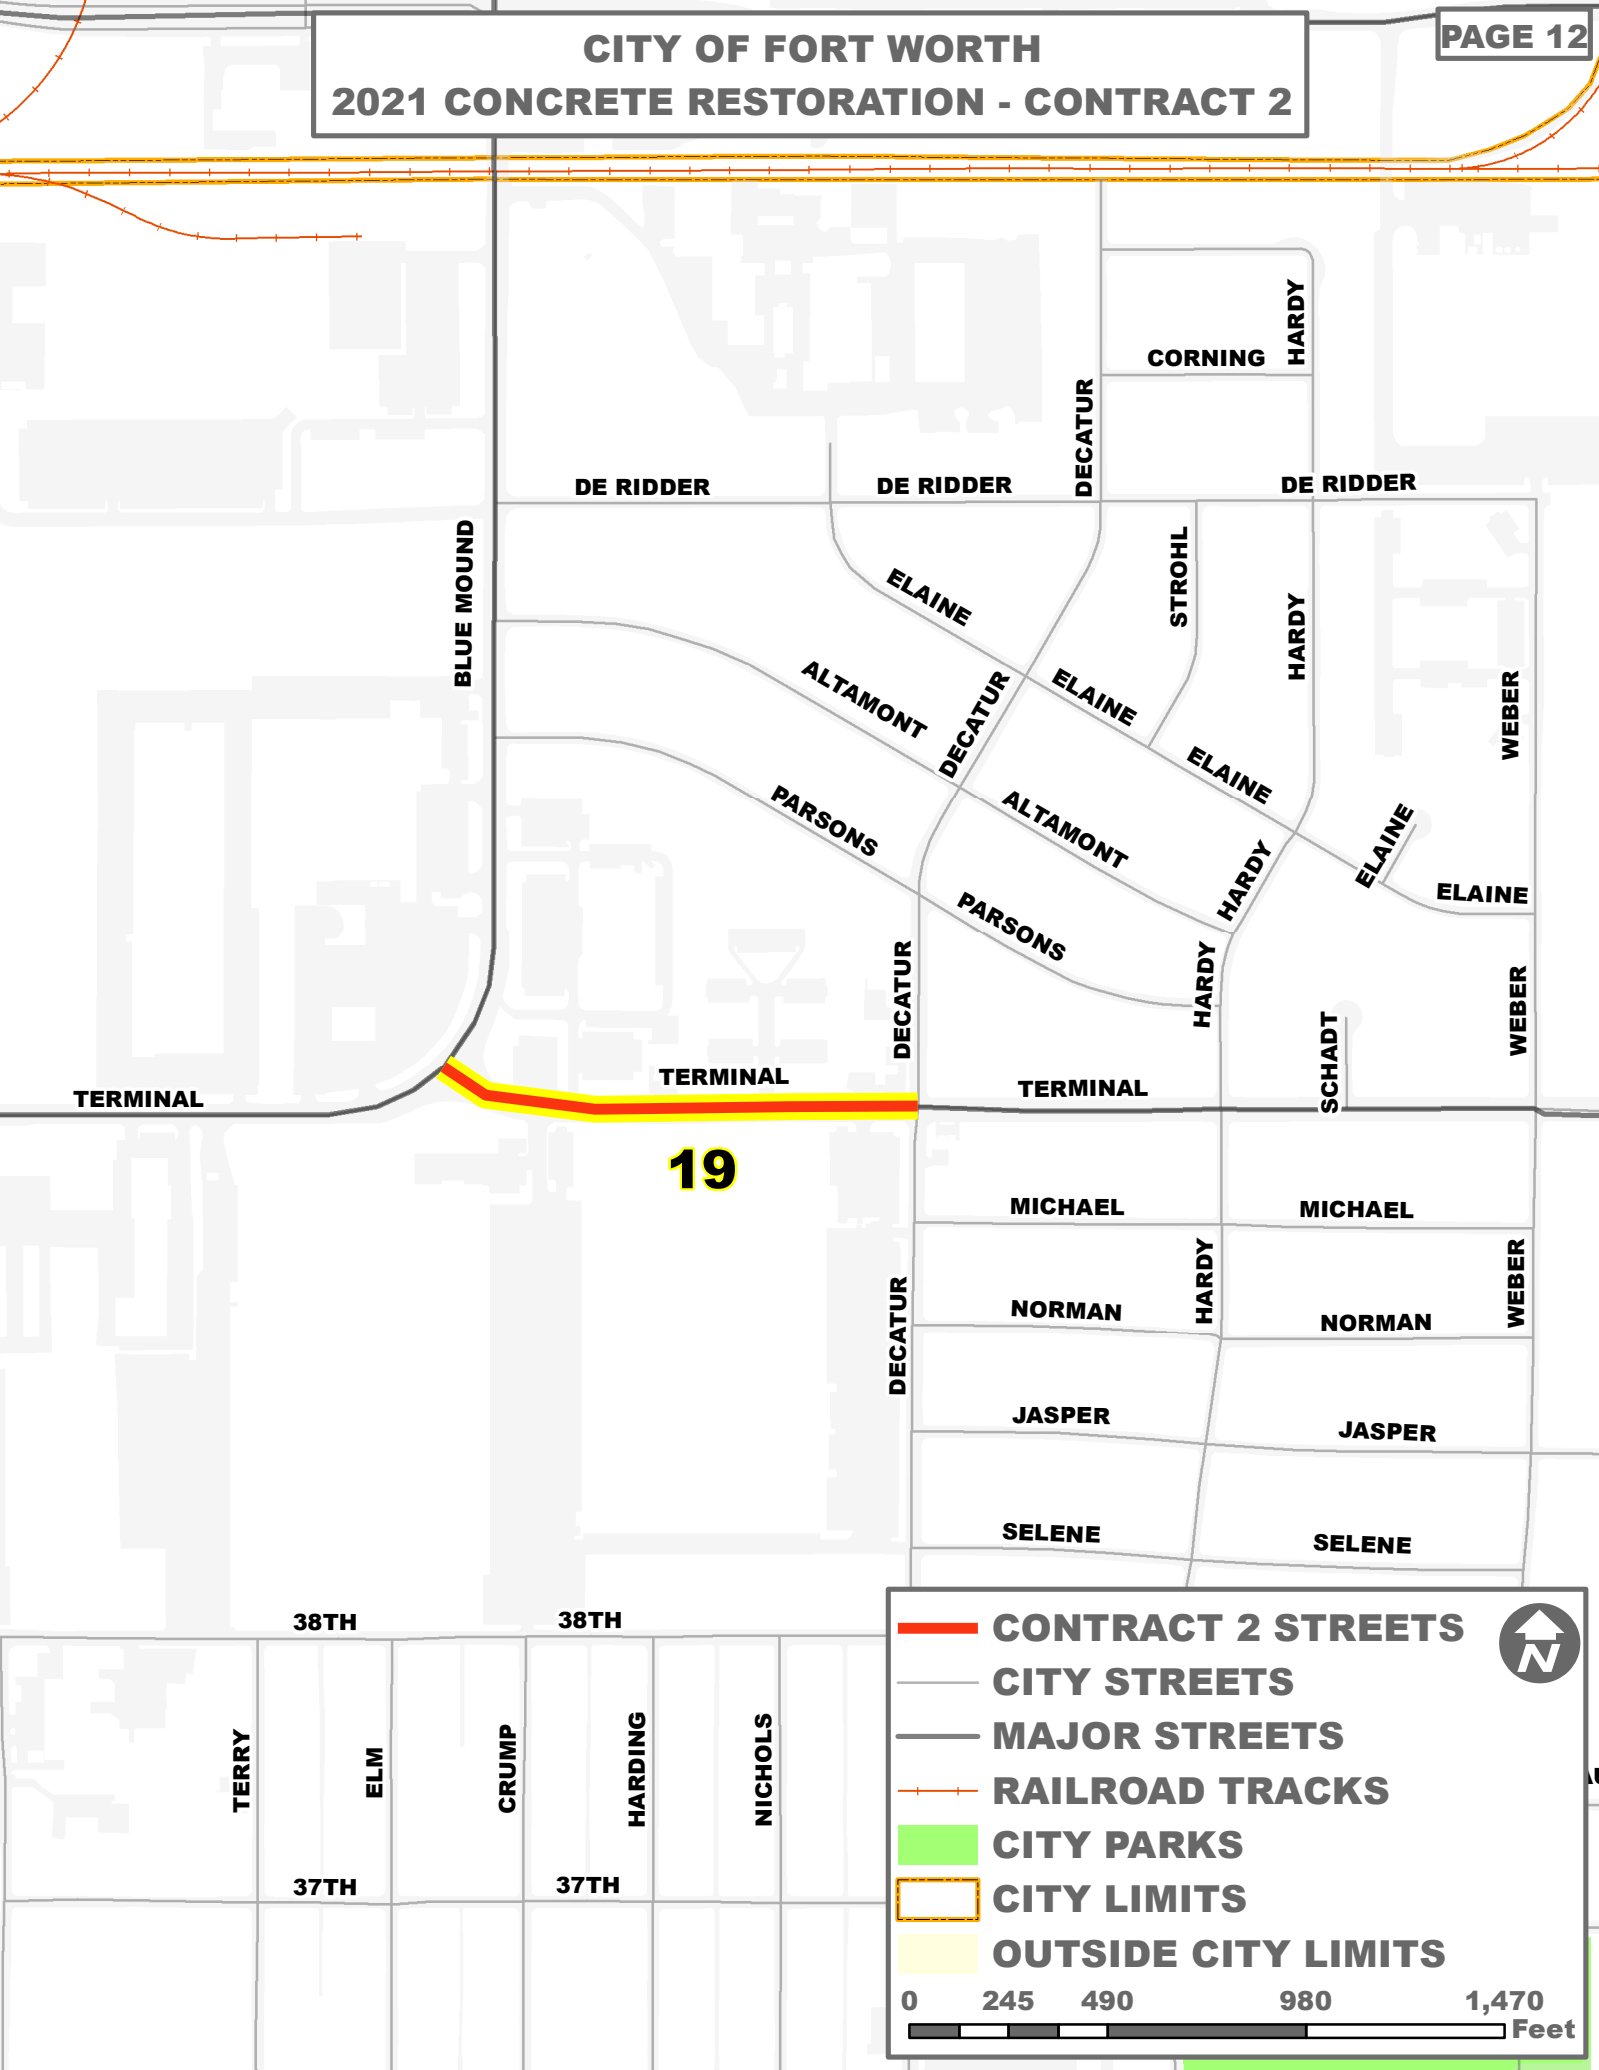 CITY OF FORT WORTH
2021 CONCRETE RESTORATION - CONTRACT 2
PAGE 12
HARDY
CORNING
DECATUR
DE RIDDER
DE RIDDER
DE RIDDER
BLUE MOUND
STROHL
ELAINE
HARDY
ALTAMONT
DECATUR
ELAINE
WEBER
ELAINE
PARSONS
ALTAMONT
ELAINE
HARDY
ELAINE
PARSONS
DECATUR
HARDY
WEBER
SCHADT
TERMINAL
TERMINAL
TERMINAL
19
MICHAEL
MICHAEL
HARDY
WEBER
DECATUR
NORMAN
NORMAN
JASPER
JASPER
SELENE
SELENE
38TH
38TH
TERRY
ELM
CRUMP
HARDING
NICHOLS
37TH
37TH
CONTRACT 2 STREETS
N
CITY STREETS
MAJOR STREETS
RAILROAD TRACKS
CITY PARKS
CITY LIMITS
OUTSIDE CITY LIMITS
0 245 490 980 1,470
Feet